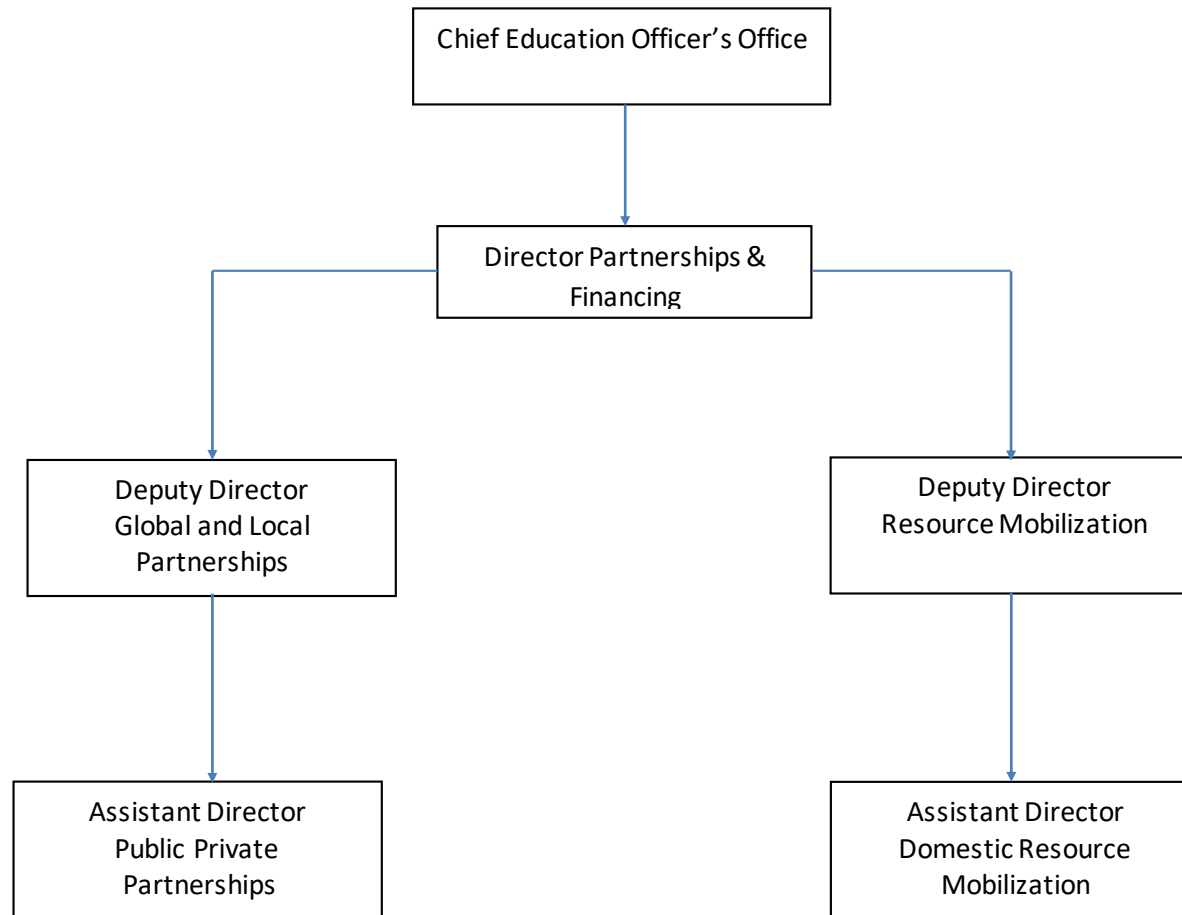 Chief Education Officer’s Office
Director Partnerships &
Financing
Deputy Director
Global and Local
Partnerships
Deputy Director
Resource Mobilization
Assistant Director
Public Private
Partnerships
Assistant Director
Domestic Resource
Mobilization